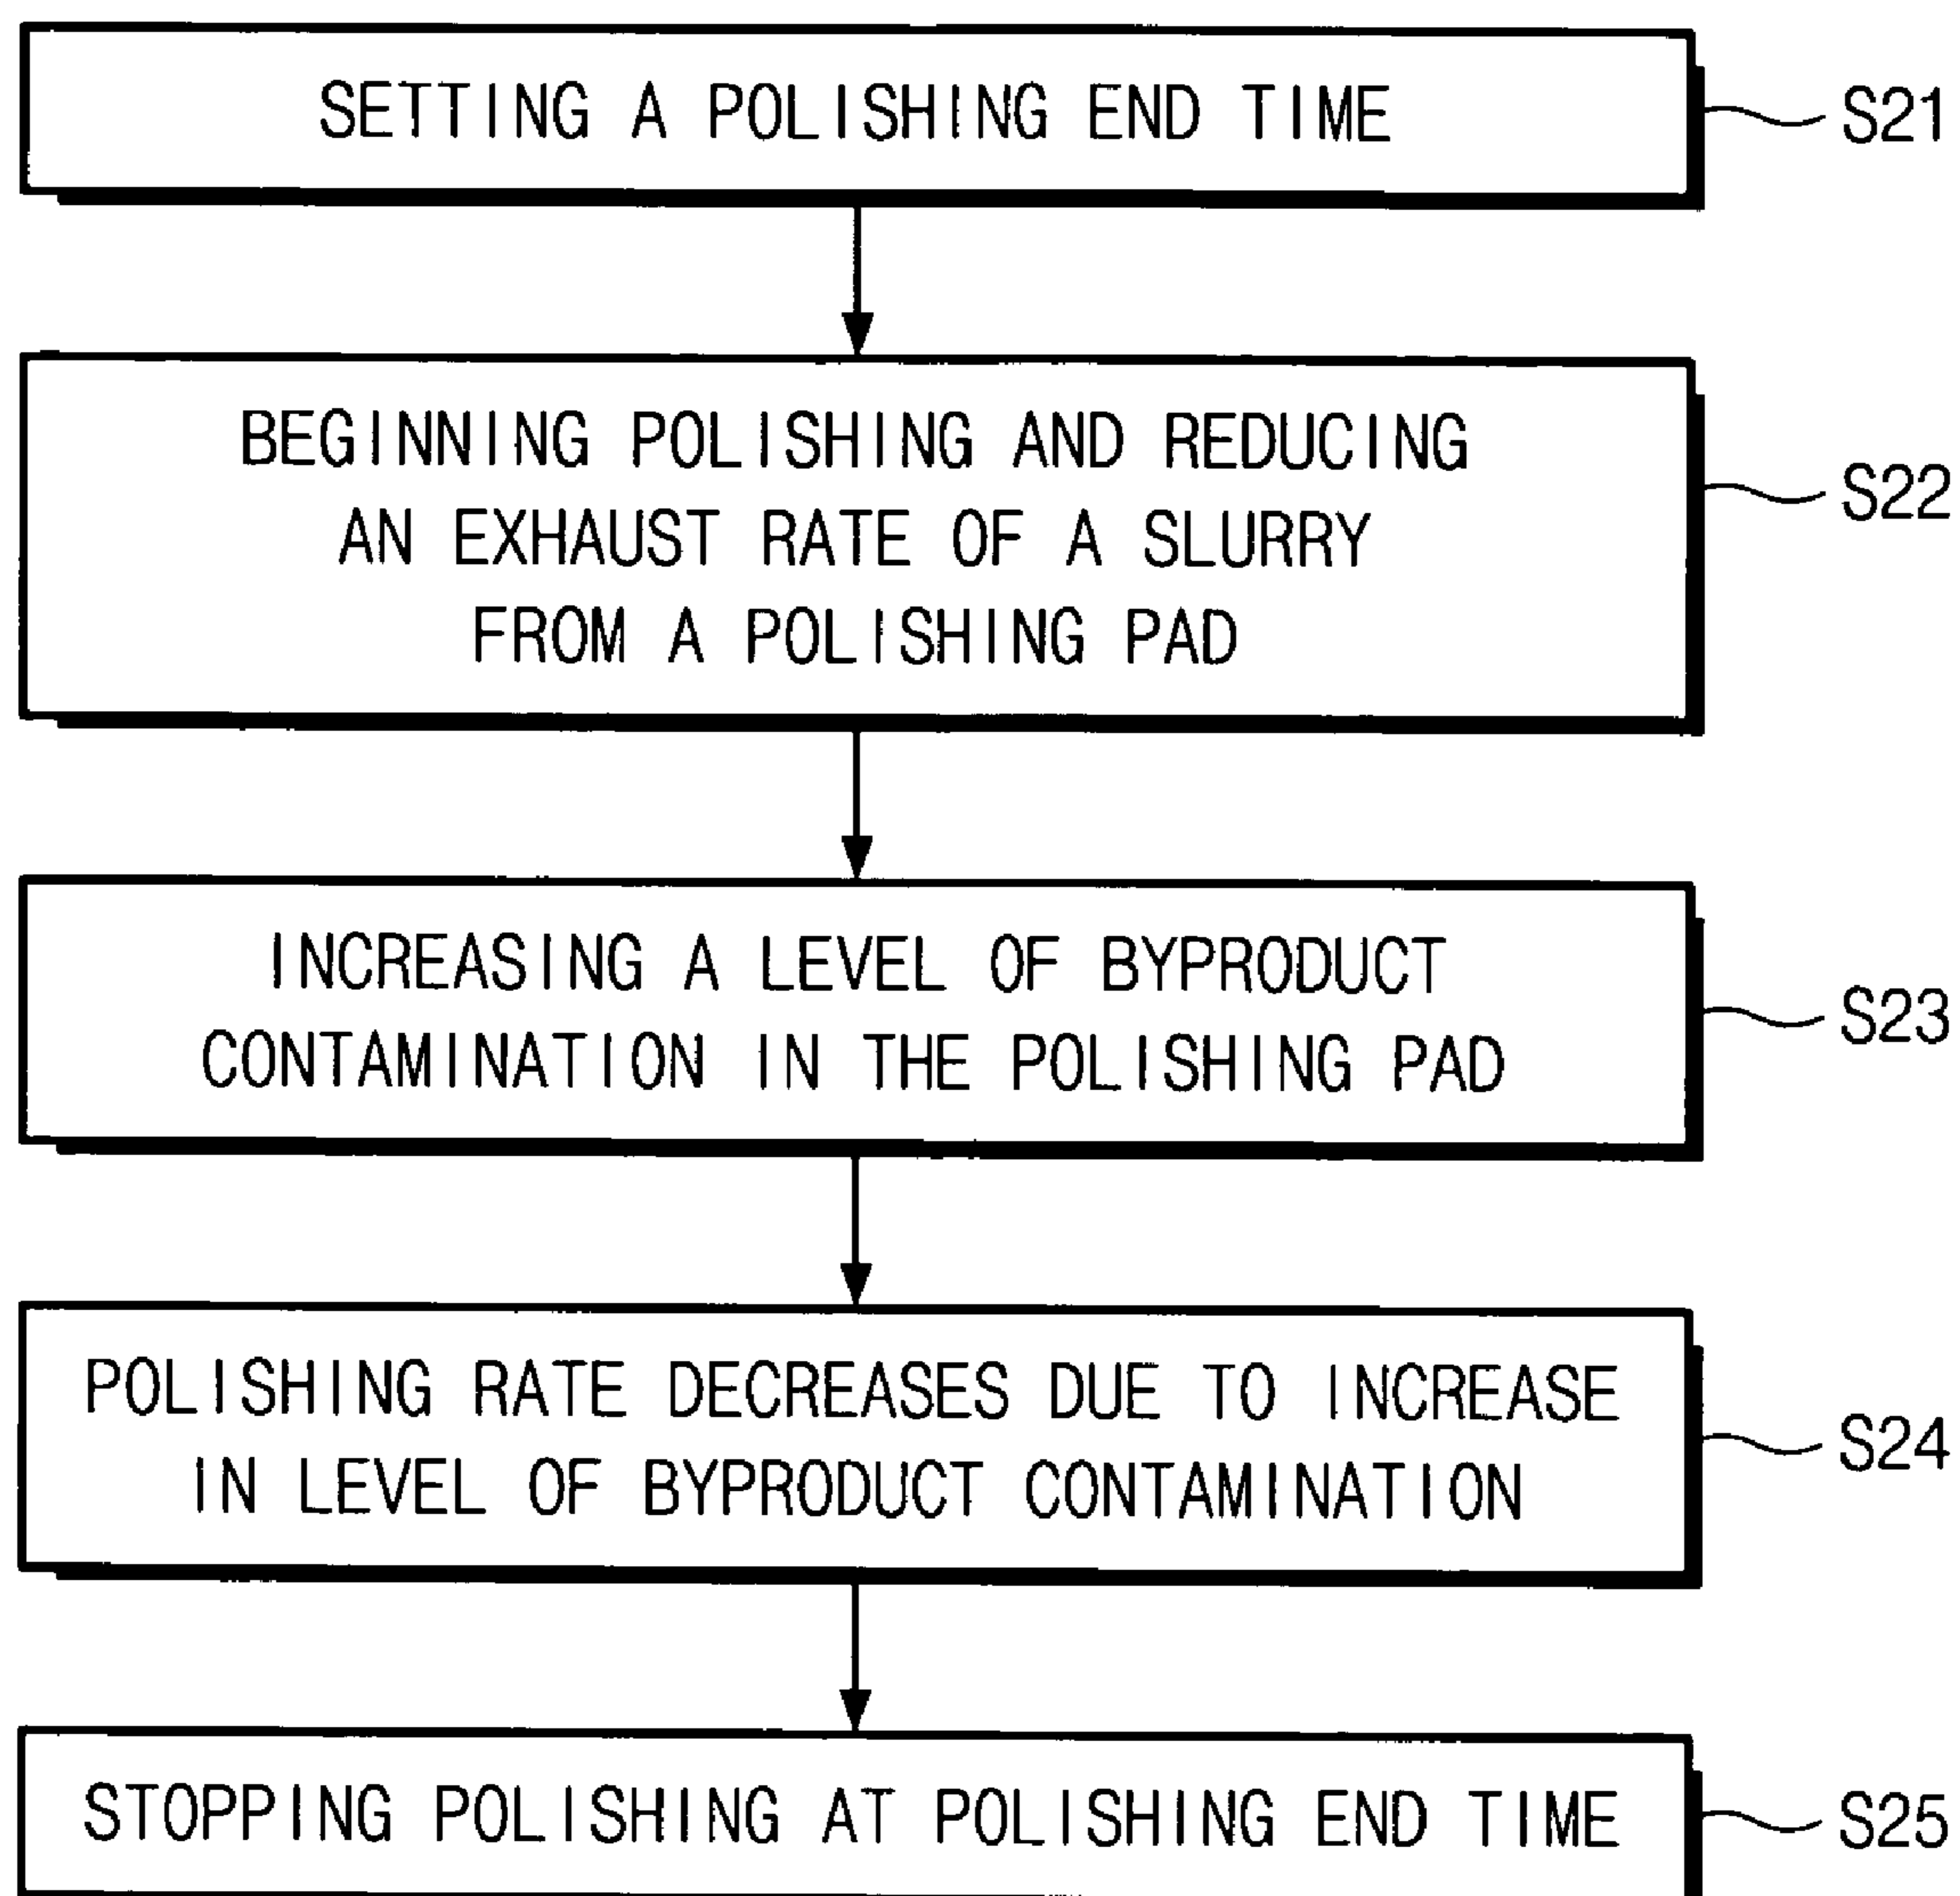 SETTING A POLISHING END TIME
S21
BEGINNING POLISHING AND REDUCING
AN EXHAUST RATE OF A SLURRY
FROM A POLISHING PAD
S22
INCREASING A LEVEL OF BYPRODUCT
CONTAMINATION IN THE POLISHING PAD
S23
POLISHING RATE DECREASES DUE TO INCREASE
IN LEVEL OF BYPRODUCT CONTAMINATION
S24
STOPPING POLISHING AT POLISHING END TIME
S25